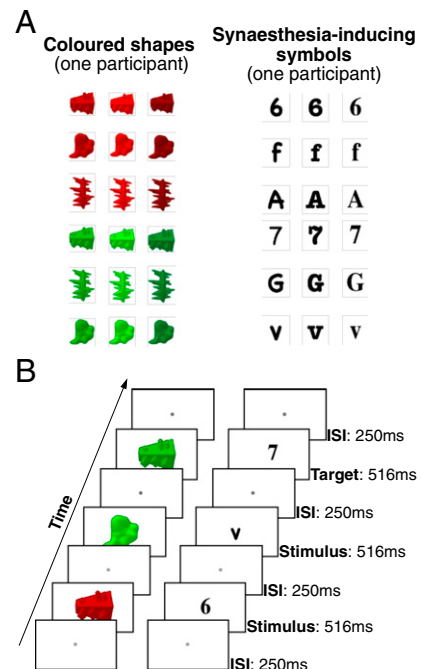 A
Coloured shapes
(one participant)
Synaesthesia-inducing
symbols
(one participant)
6 6 6
f f f
A A A
7 7 7
G G G
v v v
B
Time
ISI: 250ms
7
Target: 516ms
ISI: 250ms
v
Stimulus: 516ms
ISI: 250ms
6
Stimulus: 516ms
ISI: 250ms